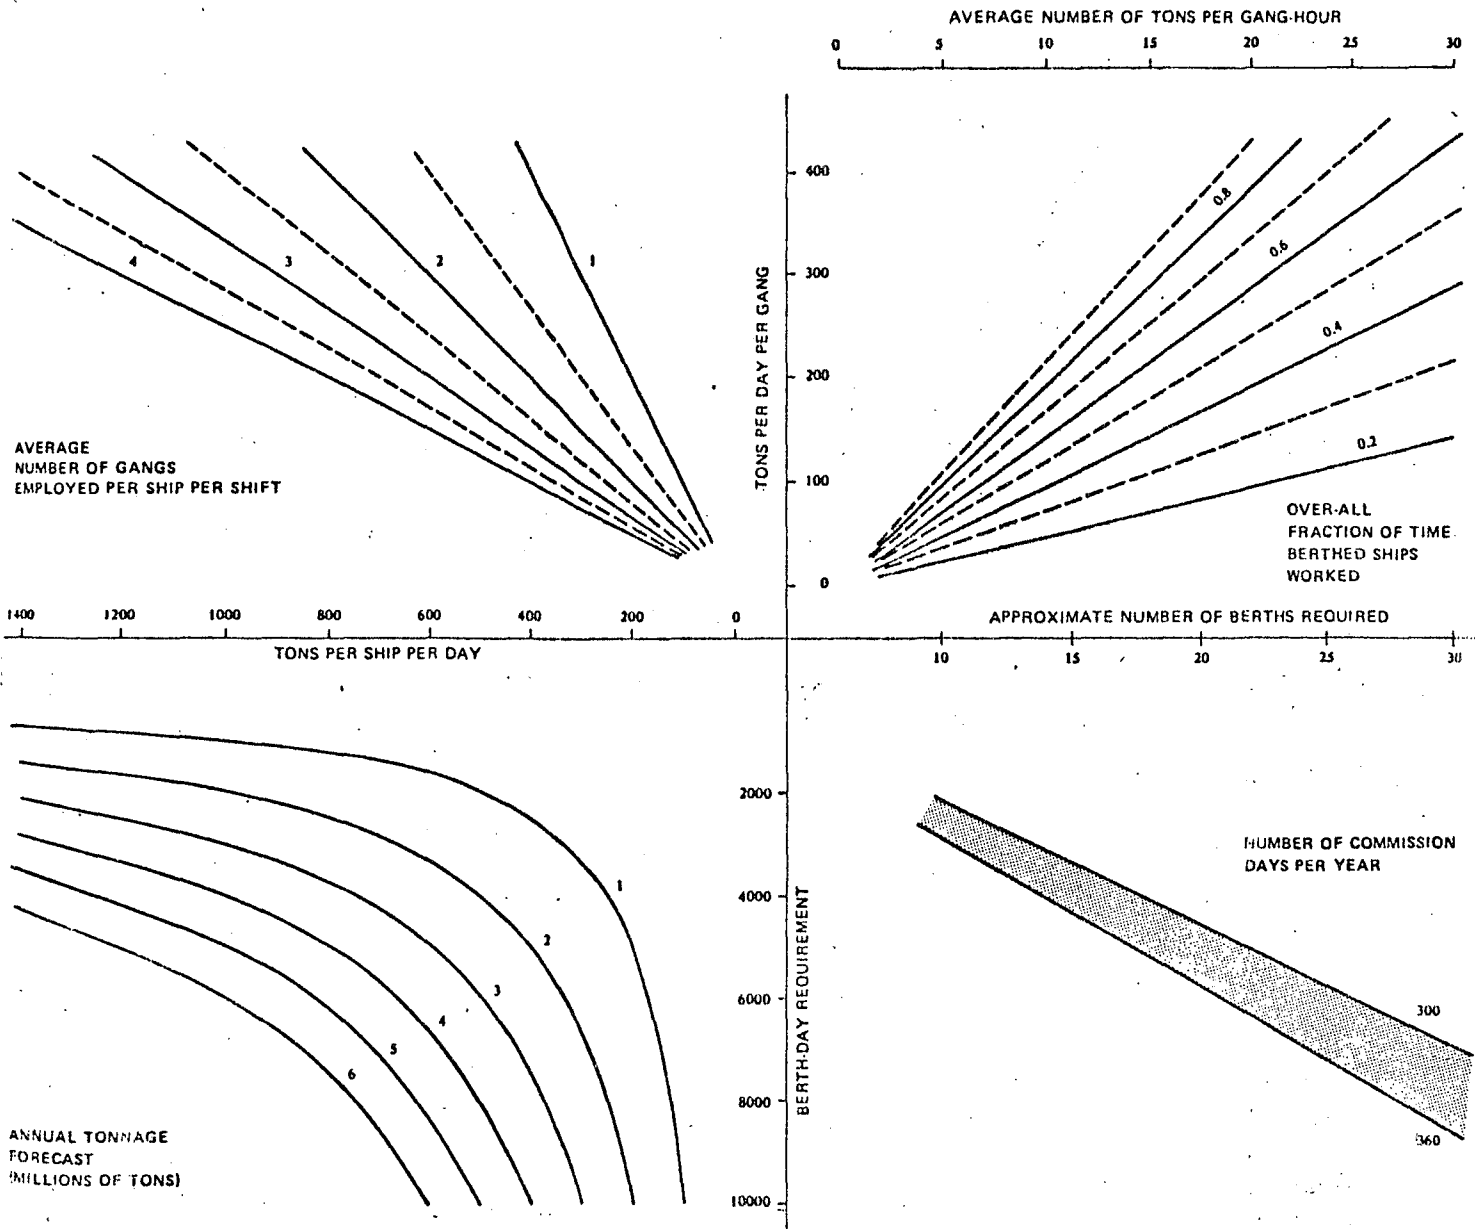 AVERAGE NUMBER OF TONS PER GANG-HOUR
0 5 10 15 20 25 30
400
300
200
100
0
TONS PER DAY PER GANG
4 3 2 1
0.8
0.6
0.4
0.2
AVERAGE
NUMBER OF GANGS
EMPLOYED PER SHIP PER SHIFT
OVER-ALL
FRACTION OF TIME
BERTHED SHIPS
WORKED
1400 1200 1000 800 600 400 200 0
TONS PER SHIP PER DAY
APPROXIMATE NUMBER OF BERTHS REQUIRED
10 15 20 25 30
2000
4000
6000
8000
10000
BERTH-DAY REQUIREMENT
1
2
3
4
5
6
ANNUAL TONNAGE
FORECAST
(MILLIONS OF TONS)
NUMBER OF COMMISSION
DAYS PER YEAR
300
360